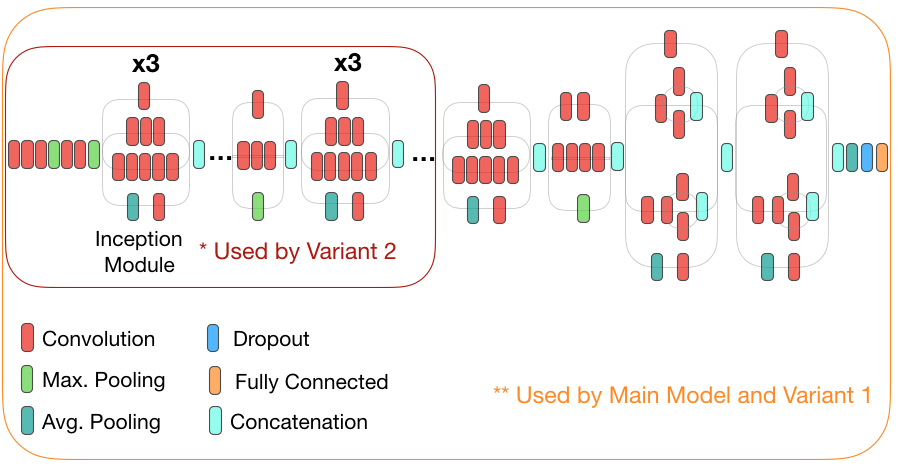 x3
x3
...
...
Inception
Module
* Used by Variant 2
Convolution
Dropout
Max. Pooling
Fully Connected
Avg. Pooling
Concatenation
** Used by Main Model and Variant 1